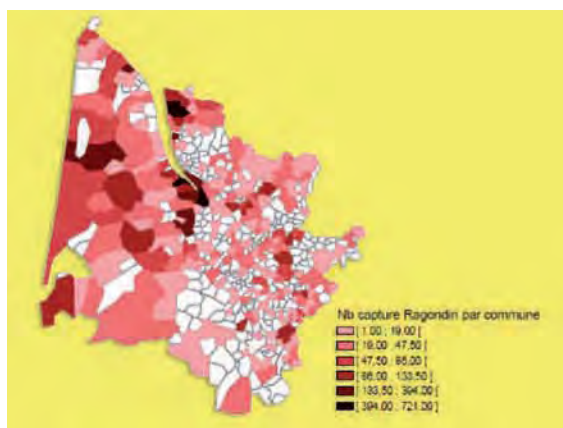 Nb capture Ragondin par commune
[ 1.00 ; 19.00 [
[ 19.00 ; 47.50 [
[ 47.50 ; 86.00 [
[ 86.00 ; 133.50 [
[ 133.50 ; 394.00 [
[ 394.00 ; 721.00 [